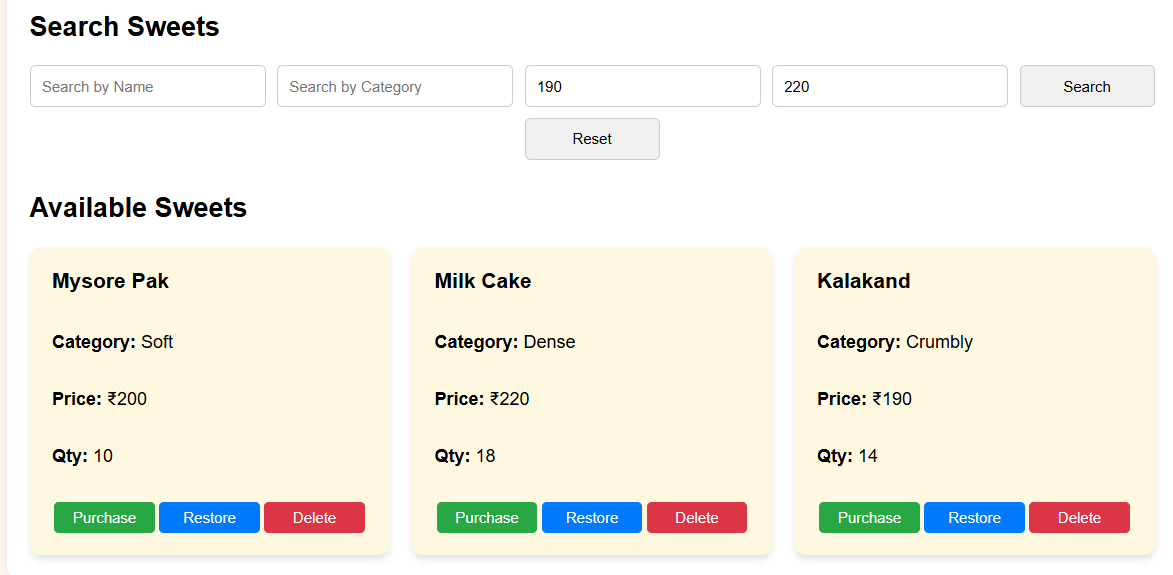 Search Sweets
Search by Name
Search by Category
190
220
Search
Reset
Available Sweets
Mysore Pak
Category: Soft
Price: ₹200
Qty: 10
Purchase Restore Delete
Milk Cake
Category: Dense
Price: ₹220
Qty: 18
Purchase Restore Delete
Kalakand
Category: Crumbly
Price: ₹190
Qty: 14
Purchase Restore Delete